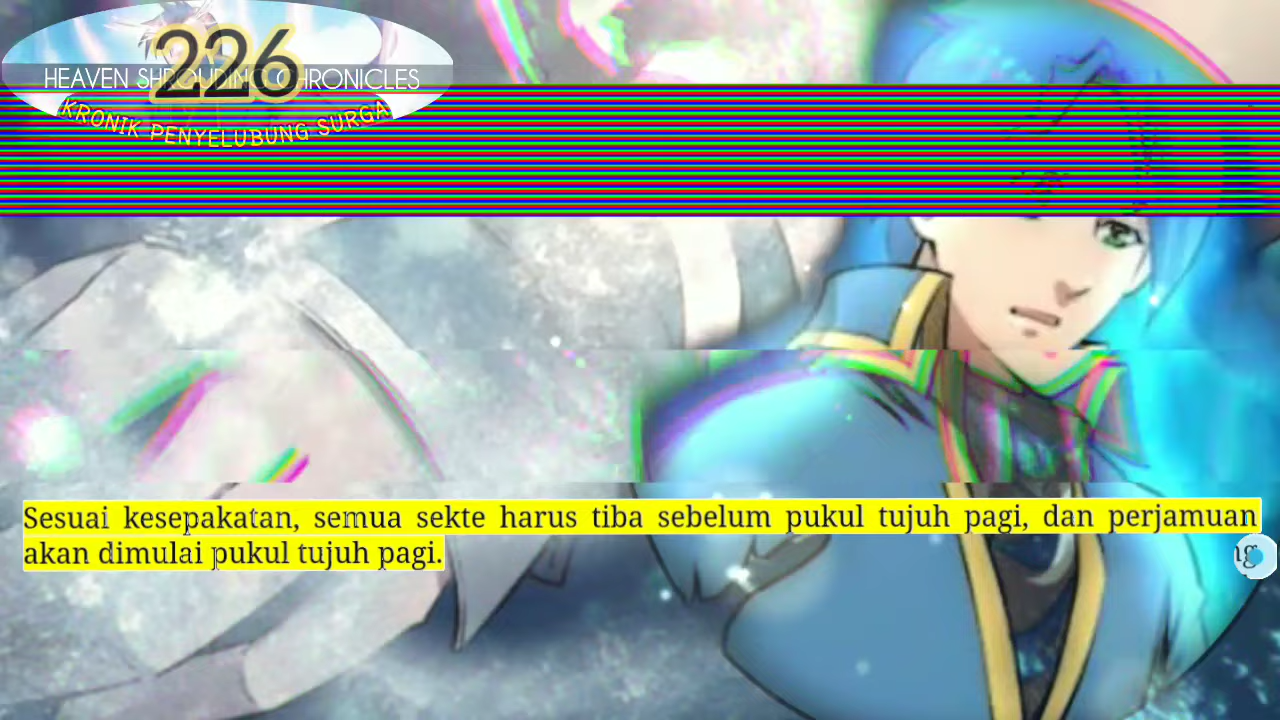 226
HEAVEN SHROUDING CHRONICLES
KRONIK PENYELUBUNG SURGA
Sesuai kesepakatan, semua sekte harus tiba sebelum pukul tujuh pagi, dan perjamuan
akan dimulai pukul tujuh pagi.